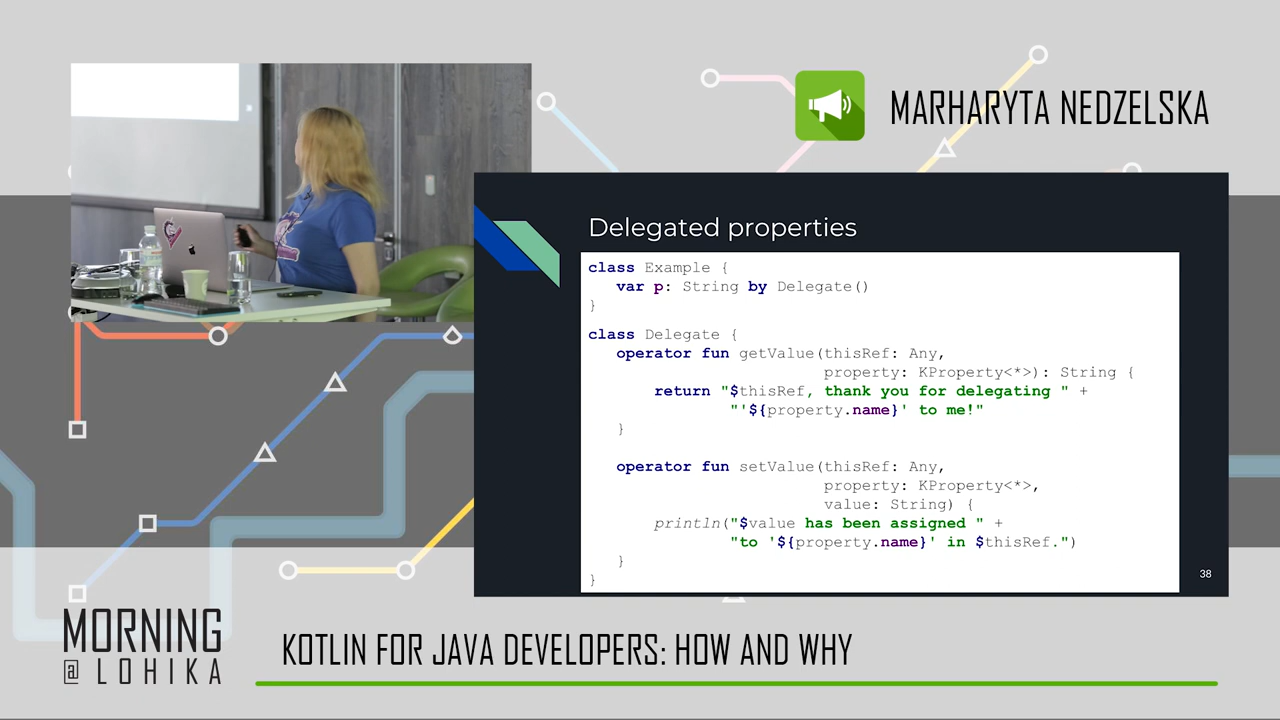 MARHARYTA NEDZELSKA
Delegated properties
class Example {
var p: String by Delegate()
}
class Delegate {
operator fun getValue(thisRef: Any,
property: KProperty<*>): String {
return "$thisRef, thank you for delegating " +
"'${property.name}' to me!"
}
operator fun setValue(thisRef: Any,
property: KProperty<*>,
value: String) {
println("$value has been assigned " +
"to '${property.name}' in $thisRef.")
}
}
38
MORNING
@ LOHIKA
KOTLIN FOR JAVA DEVELOPERS: HOW AND WHY